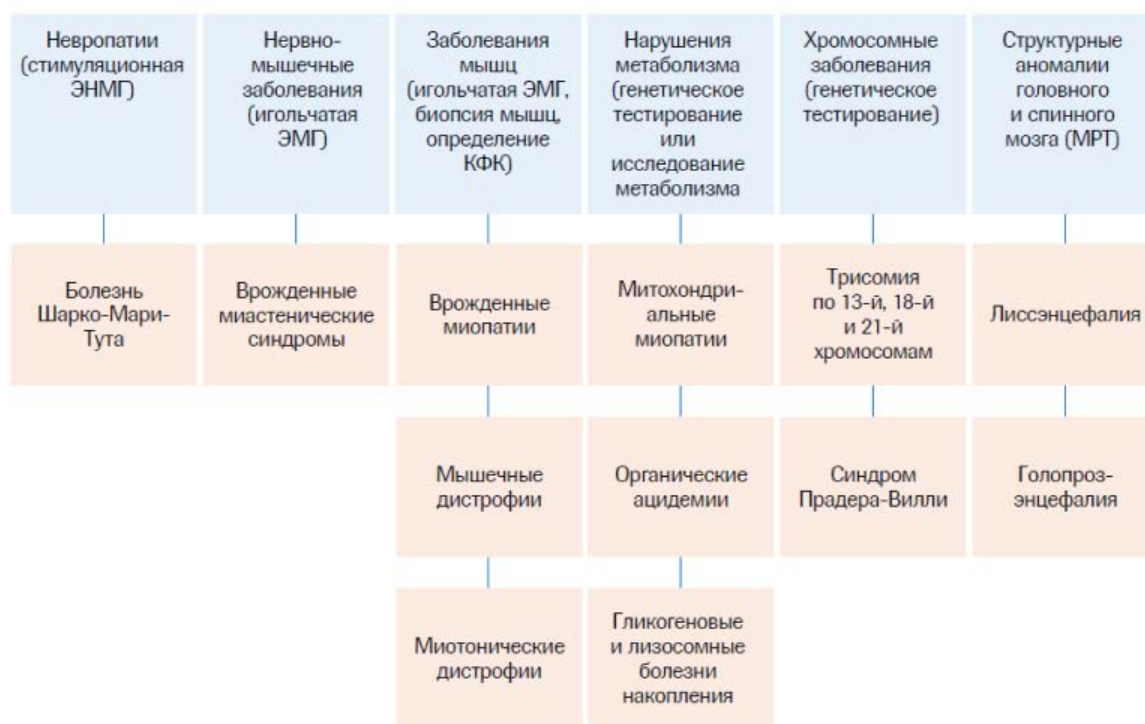 Невропатии
(стимуляционная
ЭНМГ)
Нервно-
мышечные
заболевания
(игольчатая
ЭМГ)
Заболевания
мышц
(игольчатая ЭМГ,
биопсия мышц,
определение
КФК)
Нарушения
метаболизма
(генетическое
тестирование
или
исследование
метаболизма
Хромосомные
заболевания
(генетическое
тестирование)
Структурные
аномалии
головного
и спинного
мозга (МРТ)
Болезнь
Шарко-Мари-
Тута
Врожденные
миастенические
синдромы
Врожденные
миопатии
Митохондри-
альные
миопатии
Трисомия
по 13-й, 18-й
и 21-й
хромосомам
Лиссэнцефалия
Мышечные
дистрофии
Органические
ацидемии
Синдром
Прадера-Вилли
Голопроз-
энцефалия
Миотонические
дистрофии
Гликогеновые
и лизосомные
болезни
накопления